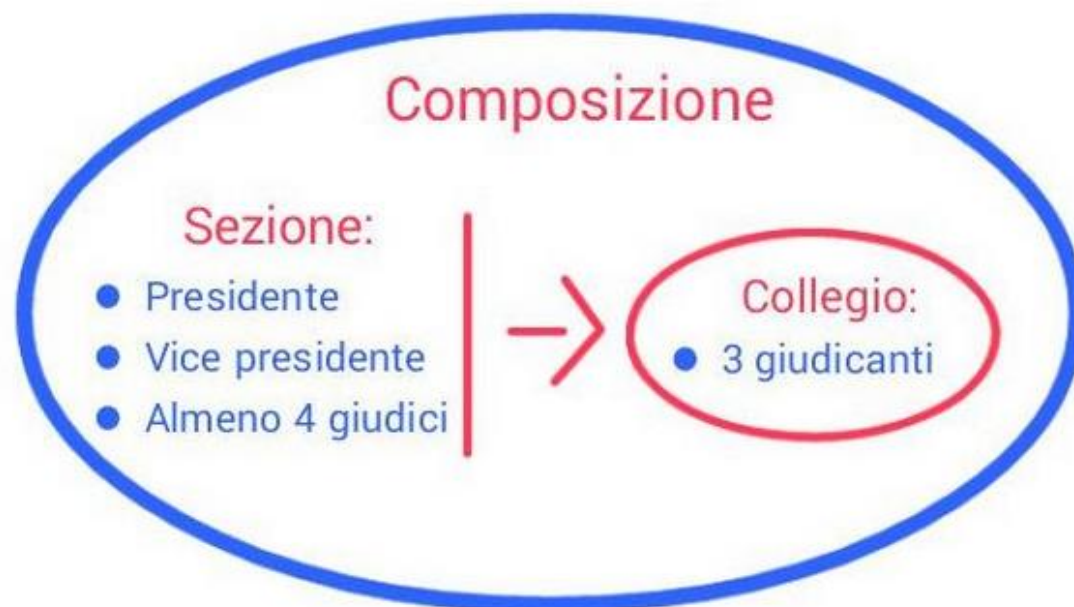 Composizione
Sezione:
Presidente
Vice presidente
Almeno 4 giudici
Collegio:
3 giudicanti